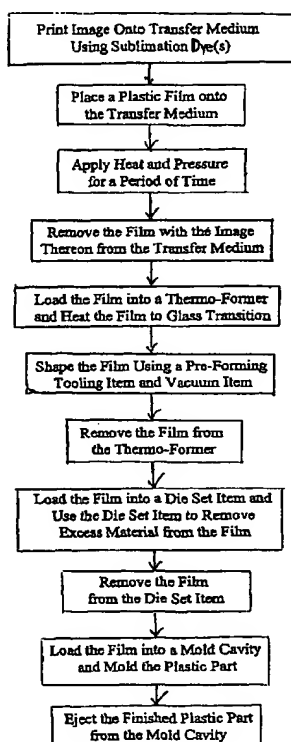 Print Image Onto Transfer Medium
Using Sublimation Dye(s)
Place a Plastic Film onto
the Transfer Medium
Apply Heat and Pressure
for a Period of Time
Remove the Film with the Image
Thereon from the Transfer Medium
Load the Film into a Thermo-Former
and Heat the Film to Glass Transition
Shape the Film Using a Pre-Forming
Tooling Item and Vacuum Item
Remove the Film from
the Thermo-Former
Load the Film into a Die Set Item and
Use the Die Set Item to Remove
Excess Material from the Film
Remove the Film
from the Die Set Item
Load the Film into a Mold Cavity
and Mold the Plastic Part
Eject the Finished Plastic Part
from the Mold Cavity